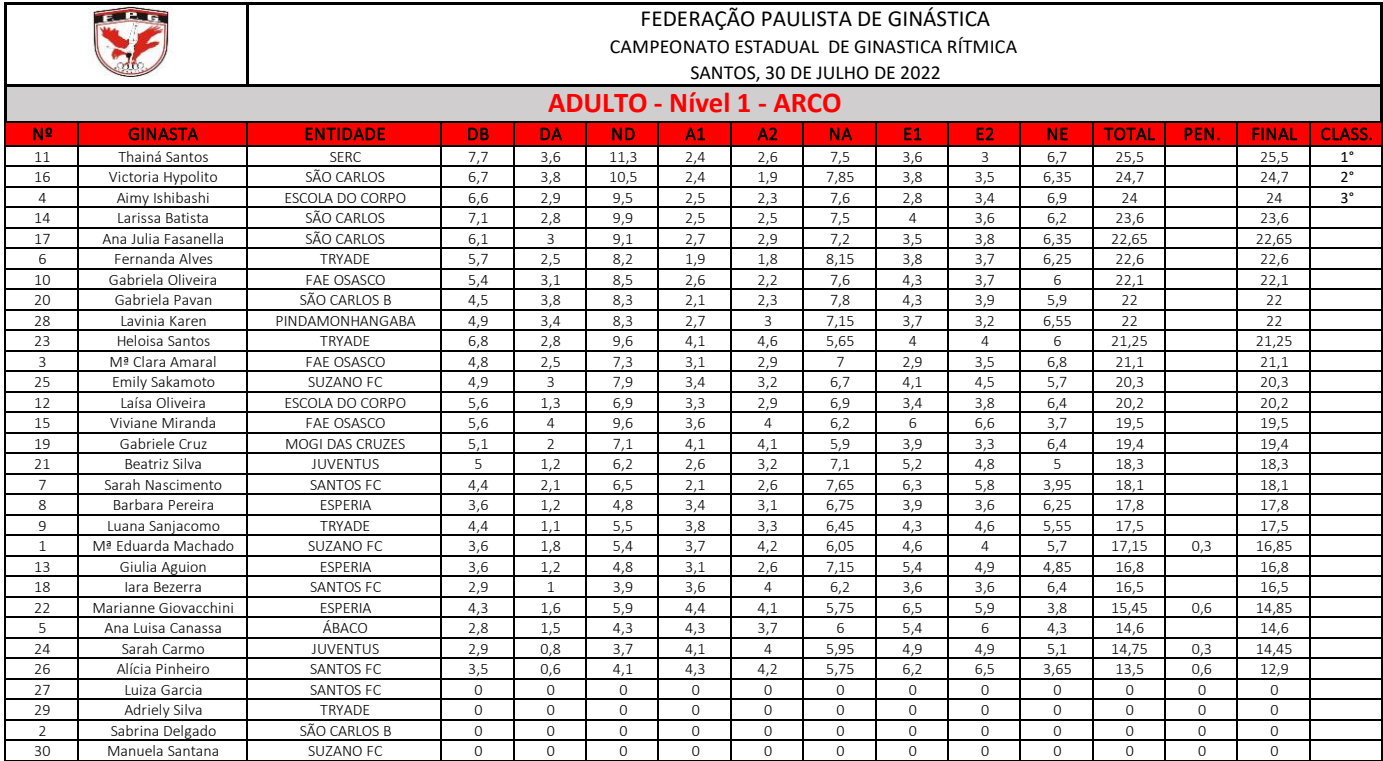 F P G
FEDERAÇÃO PAULISTA DE GINÁSTICA
CAMPEONATO ESTADUAL DE GINASTICA RÍTMICA
SANTOS, 30 DE JULHO DE 2022
ADULTO - Nível 1 - ARCO
Nº GINASTA ENTIDADE DB DA ND A1 A2 NA E1 E2 NE TOTAL PEN. FINAL CLASS.
11 Thainá Santos SERC 7,7 3,6 11,3 2,4 2,6 7,5 3,6 3 6,7 25,5 25,5 1°
16 Victoria Hypolito SÃO CARLOS 6,7 3,8 10,5 2,4 1,9 7,85 3,8 3,5 6,35 24,7 24,7 2°
4 Aimy Ishibashi ESCOLA DO CORPO 6,6 2,9 9,5 2,5 2,3 7,6 2,8 3,4 6,9 24 24 3°
14 Larissa Batista SÃO CARLOS 7,1 2,8 9,9 2,5 2,5 7,5 4 3,6 6,2 23,6 23,6
17 Ana Julia Fasanella SÃO CARLOS 6,1 3 9,1 2,7 2,9 7,2 3,5 3,8 6,35 22,65 22,65
6 Fernanda Alves TRYADE 5,7 2,5 8,2 1,9 1,8 8,15 3,8 3,7 6,25 22,6 22,6
10 Gabriela Oliveira FAE OSASCO 5,4 3,1 8,5 2,6 2,2 7,6 4,3 3,7 6 22,1 22,1
20 Gabriela Pavan SÃO CARLOS B 4,5 3,8 8,3 2,1 2,3 7,8 4,3 3,9 5,9 22 22
28 Lavinia Karen PINDAMONHANGABA 4,9 3,4 8,3 2,7 3 7,15 3,7 3,2 6,55 22 22
23 Heloisa Santos TRYADE 6,8 2,8 9,6 4,1 4,6 5,65 4 4 6 21,25 21,25
3 Mª Clara Amaral FAE OSASCO 4,8 2,5 7,3 3,1 2,9 7 2,9 3,5 6,8 21,1 21,1
25 Emily Sakamoto SUZANO FC 4,9 3 7,9 3,4 3,2 6,7 4,1 4,5 5,7 20,3 20,3
12 Laísa Oliveira ESCOLA DO CORPO 5,6 1,3 6,9 3,3 2,9 6,9 3,4 3,8 6,4 20,2 20,2
15 Viviane Miranda FAE OSASCO 5,6 4 9,6 3,6 4 6,2 6 6,6 3,7 19,5 19,5
19 Gabriele Cruz MOGI DAS CRUZES 5,1 2 7,1 4,1 4,1 5,9 3,9 3,3 6,4 19,4 19,4
21 Beatriz Silva JUVENTUS 5 1,2 6,2 2,6 3,2 7,1 5,2 4,8 5 18,3 18,3
7 Sarah Nascimento SANTOS FC 4,4 2,1 6,5 2,1 2,6 7,65 6,3 5,8 3,95 18,1 18,1
8 Barbara Pereira ESPERIA 3,6 1,2 4,8 3,4 3,1 6,75 3,9 3,6 6,25 17,8 17,8
9 Luana Sanjacomo TRYADE 4,4 1,1 5,5 3,8 3,3 6,45 4,3 4,6 5,55 17,5 17,5
1 Mª Eduarda Machado SUZANO FC 3,6 1,8 5,4 3,7 4,2 6,05 4,6 4 5,7 17,15 0,3 16,85
13 Giulia Aguion ESPERIA 3,6 1,2 4,8 3,1 2,6 7,15 5,4 4,9 4,85 16,8 16,8
18 Iara Bezerra SANTOS FC 2,9 1 3,9 3,6 4 6,2 3,6 3,6 6,4 16,5 16,5
22 Marianne Giovacchini ESPERIA 4,3 1,6 5,9 4,4 4,1 5,75 6,5 5,9 3,8 15,45 0,6 14,85
5 Ana Luisa Canassa ÁBACO 2,8 1,5 4,3 4,3 3,7 6 5,4 6 4,3 14,6 14,6
24 Sarah Carmo JUVENTUS 2,9 0,8 3,7 4,1 4 5,95 4,9 4,9 5,1 14,75 0,3 14,45
26 Alícia Pinheiro SANTOS FC 3,5 0,6 4,1 4,3 4,2 5,75 6,2 6,5 3,65 13,5 0,6 12,9
27 Luiza Garcia SANTOS FC 0 0 0 0 0 0 0 0 0 0 0
29 Adriely Silva TRYADE 0 0 0 0 0 0 0 0 0 0 0
2 Sabrina Delgado SÃO CARLOS B 0 0 0 0 0 0 0 0 0 0 0
30 Manuela Santana SUZANO FC 0 0 0 0 0 0 0 0 0 0 0